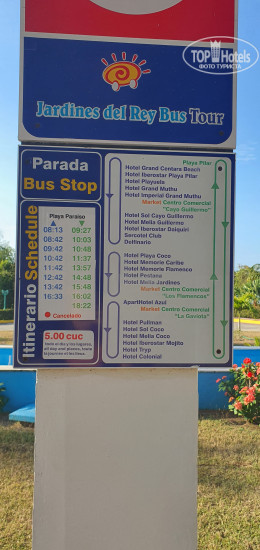 TOP Hotels
ФОТО ТУРИСТА
Jardines del Rey Bus Tour
Parada
Bus Stop
Itinerario Schedule
Playa Paraiso
08:13 09:27
08:42 10:03
09:42 10:48
10:42 11:37
11:42 13:57
12:42 14:48
13:42 15:48
16:33 16:02
18:22
Cancelado
5.00 CUC
Playa Pilar
Hotel Grand Centara Beach
Hotel Iberostar Playa Pilar
Hotel Playuela
Hotel Grand Muthu
Hotel Imperial Grand Muthu
Market Centro Comercial
"Cayo Guillermo"
Hotel Sol Cayo Guillermo
Hotel Melia Guillermo
Hotel Iberostar Daiquiri
Sercotel Club
Delfinario
Hotel Playa Coco
Hotel Memorie Caribe
Hotel Memorie Flamenco
Hotel Pestana
Hotel Melia Jardines
Market Centro Comercial
"Los Flamencos"
ApartHotel Azul
Market Centro Comercial
"La Gaviota"
Hotel Pullman
Hotel Sol Coco
Hotel Melia Coco
Hotel Iberostar Mojito
Hotel Tryp
Hotel Colonial